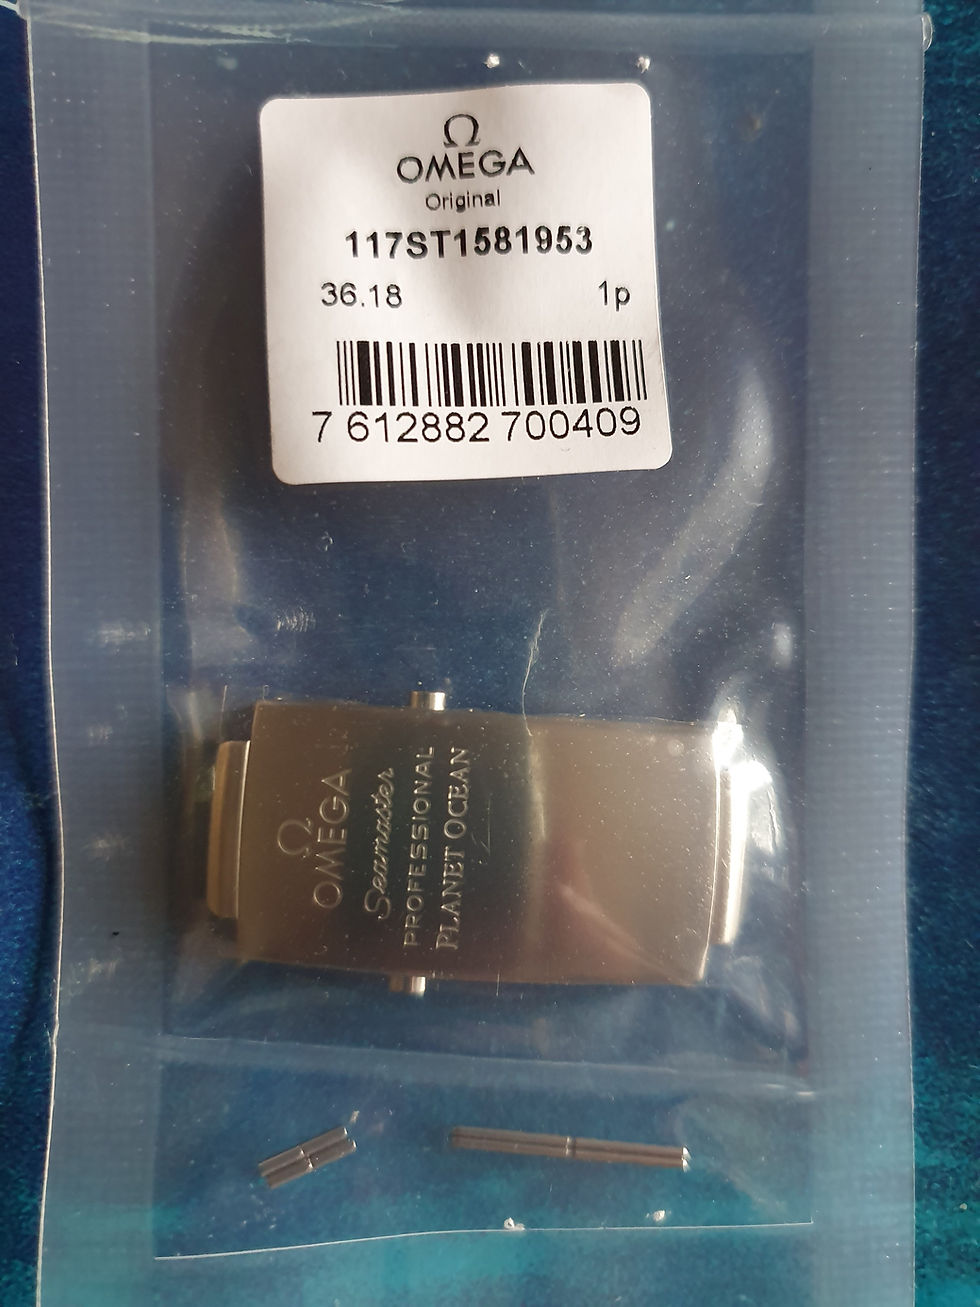 Ω
OMEGA
Original
117ST1581953
36.18 1p
7 612882 700409
Ω
OMEGA
Seamaster
PROFESSIONAL
PLANET OCEAN